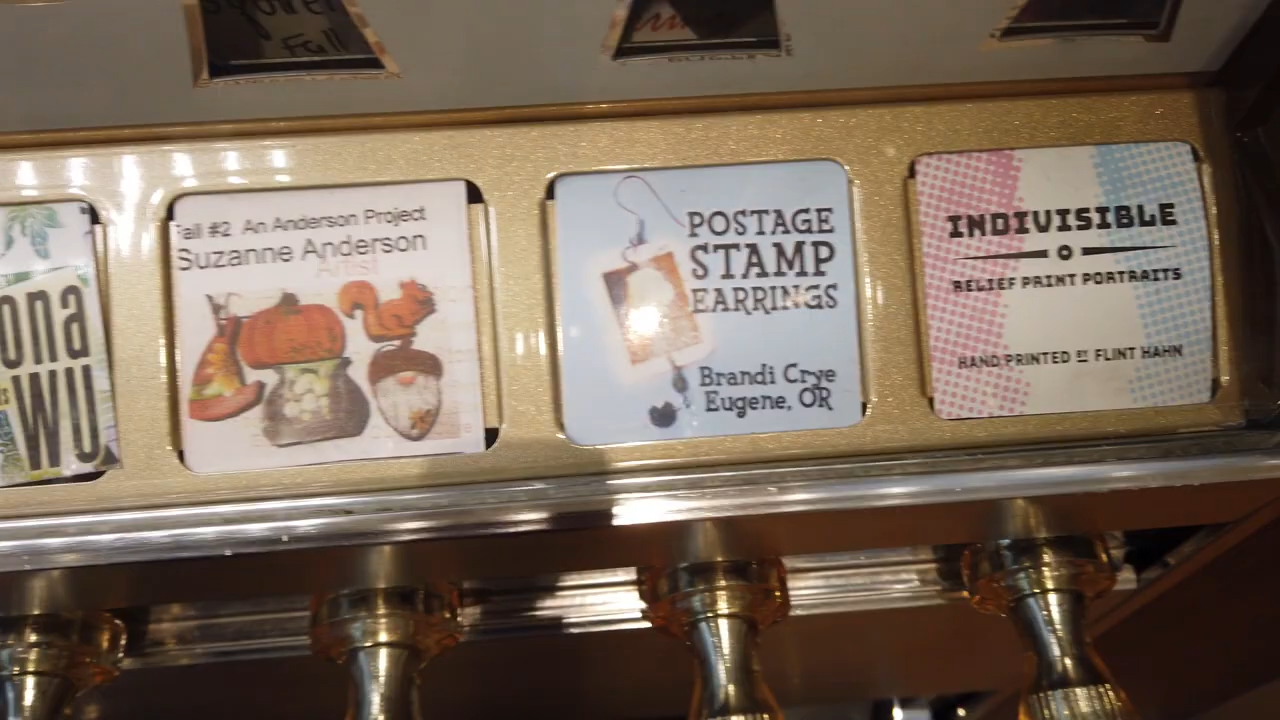 Fall
ona
WU
Fall #2 An Anderson Project
Suzanne Anderson
Artist
POSTAGE
STAMP
EARRINGS
Brandi Crye
Eugene, OR
INDIVISIBLE
RELIEF PRINT PORTRAITS
HAND PRINTED BY FLINT HAHN